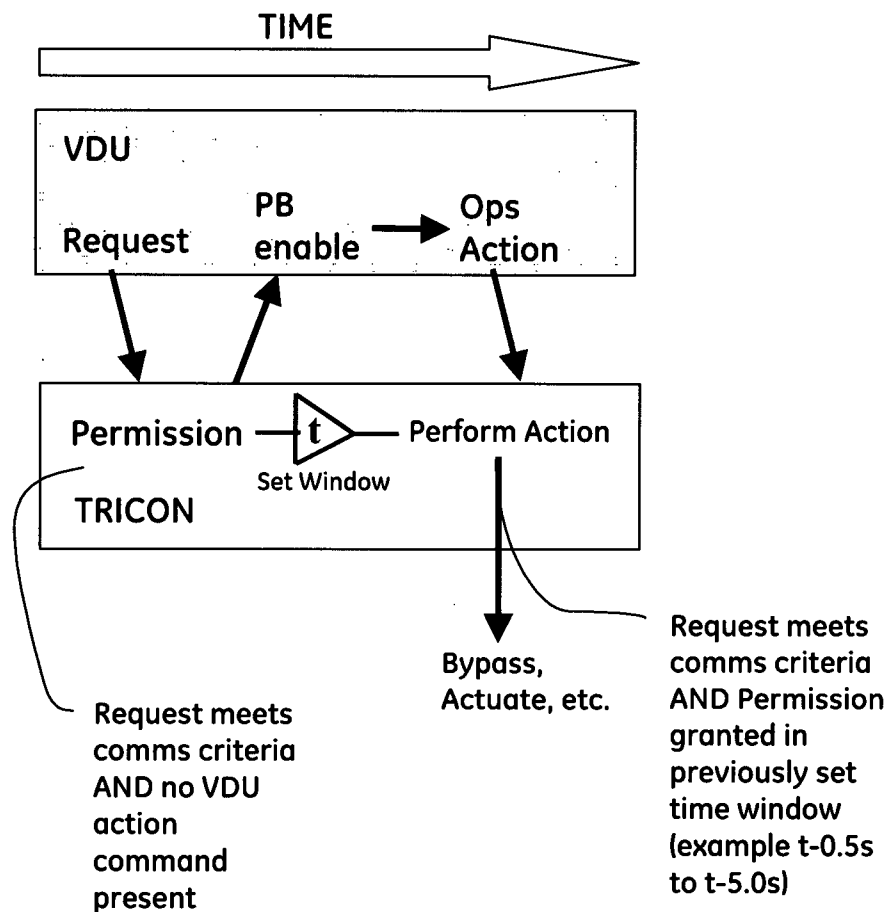 TIME
VDU
Request
PB
enable
Ops
Action
Permission
t
Perform Action
Set Window
TRICON
Bypass,
Actuate, etc.
Request meets
comms criteria
AND no VDU
action
command
present
Request meets
comms criteria
AND Permission
granted in
previously set
time window
(example t-0.5s
to t-5.0s)